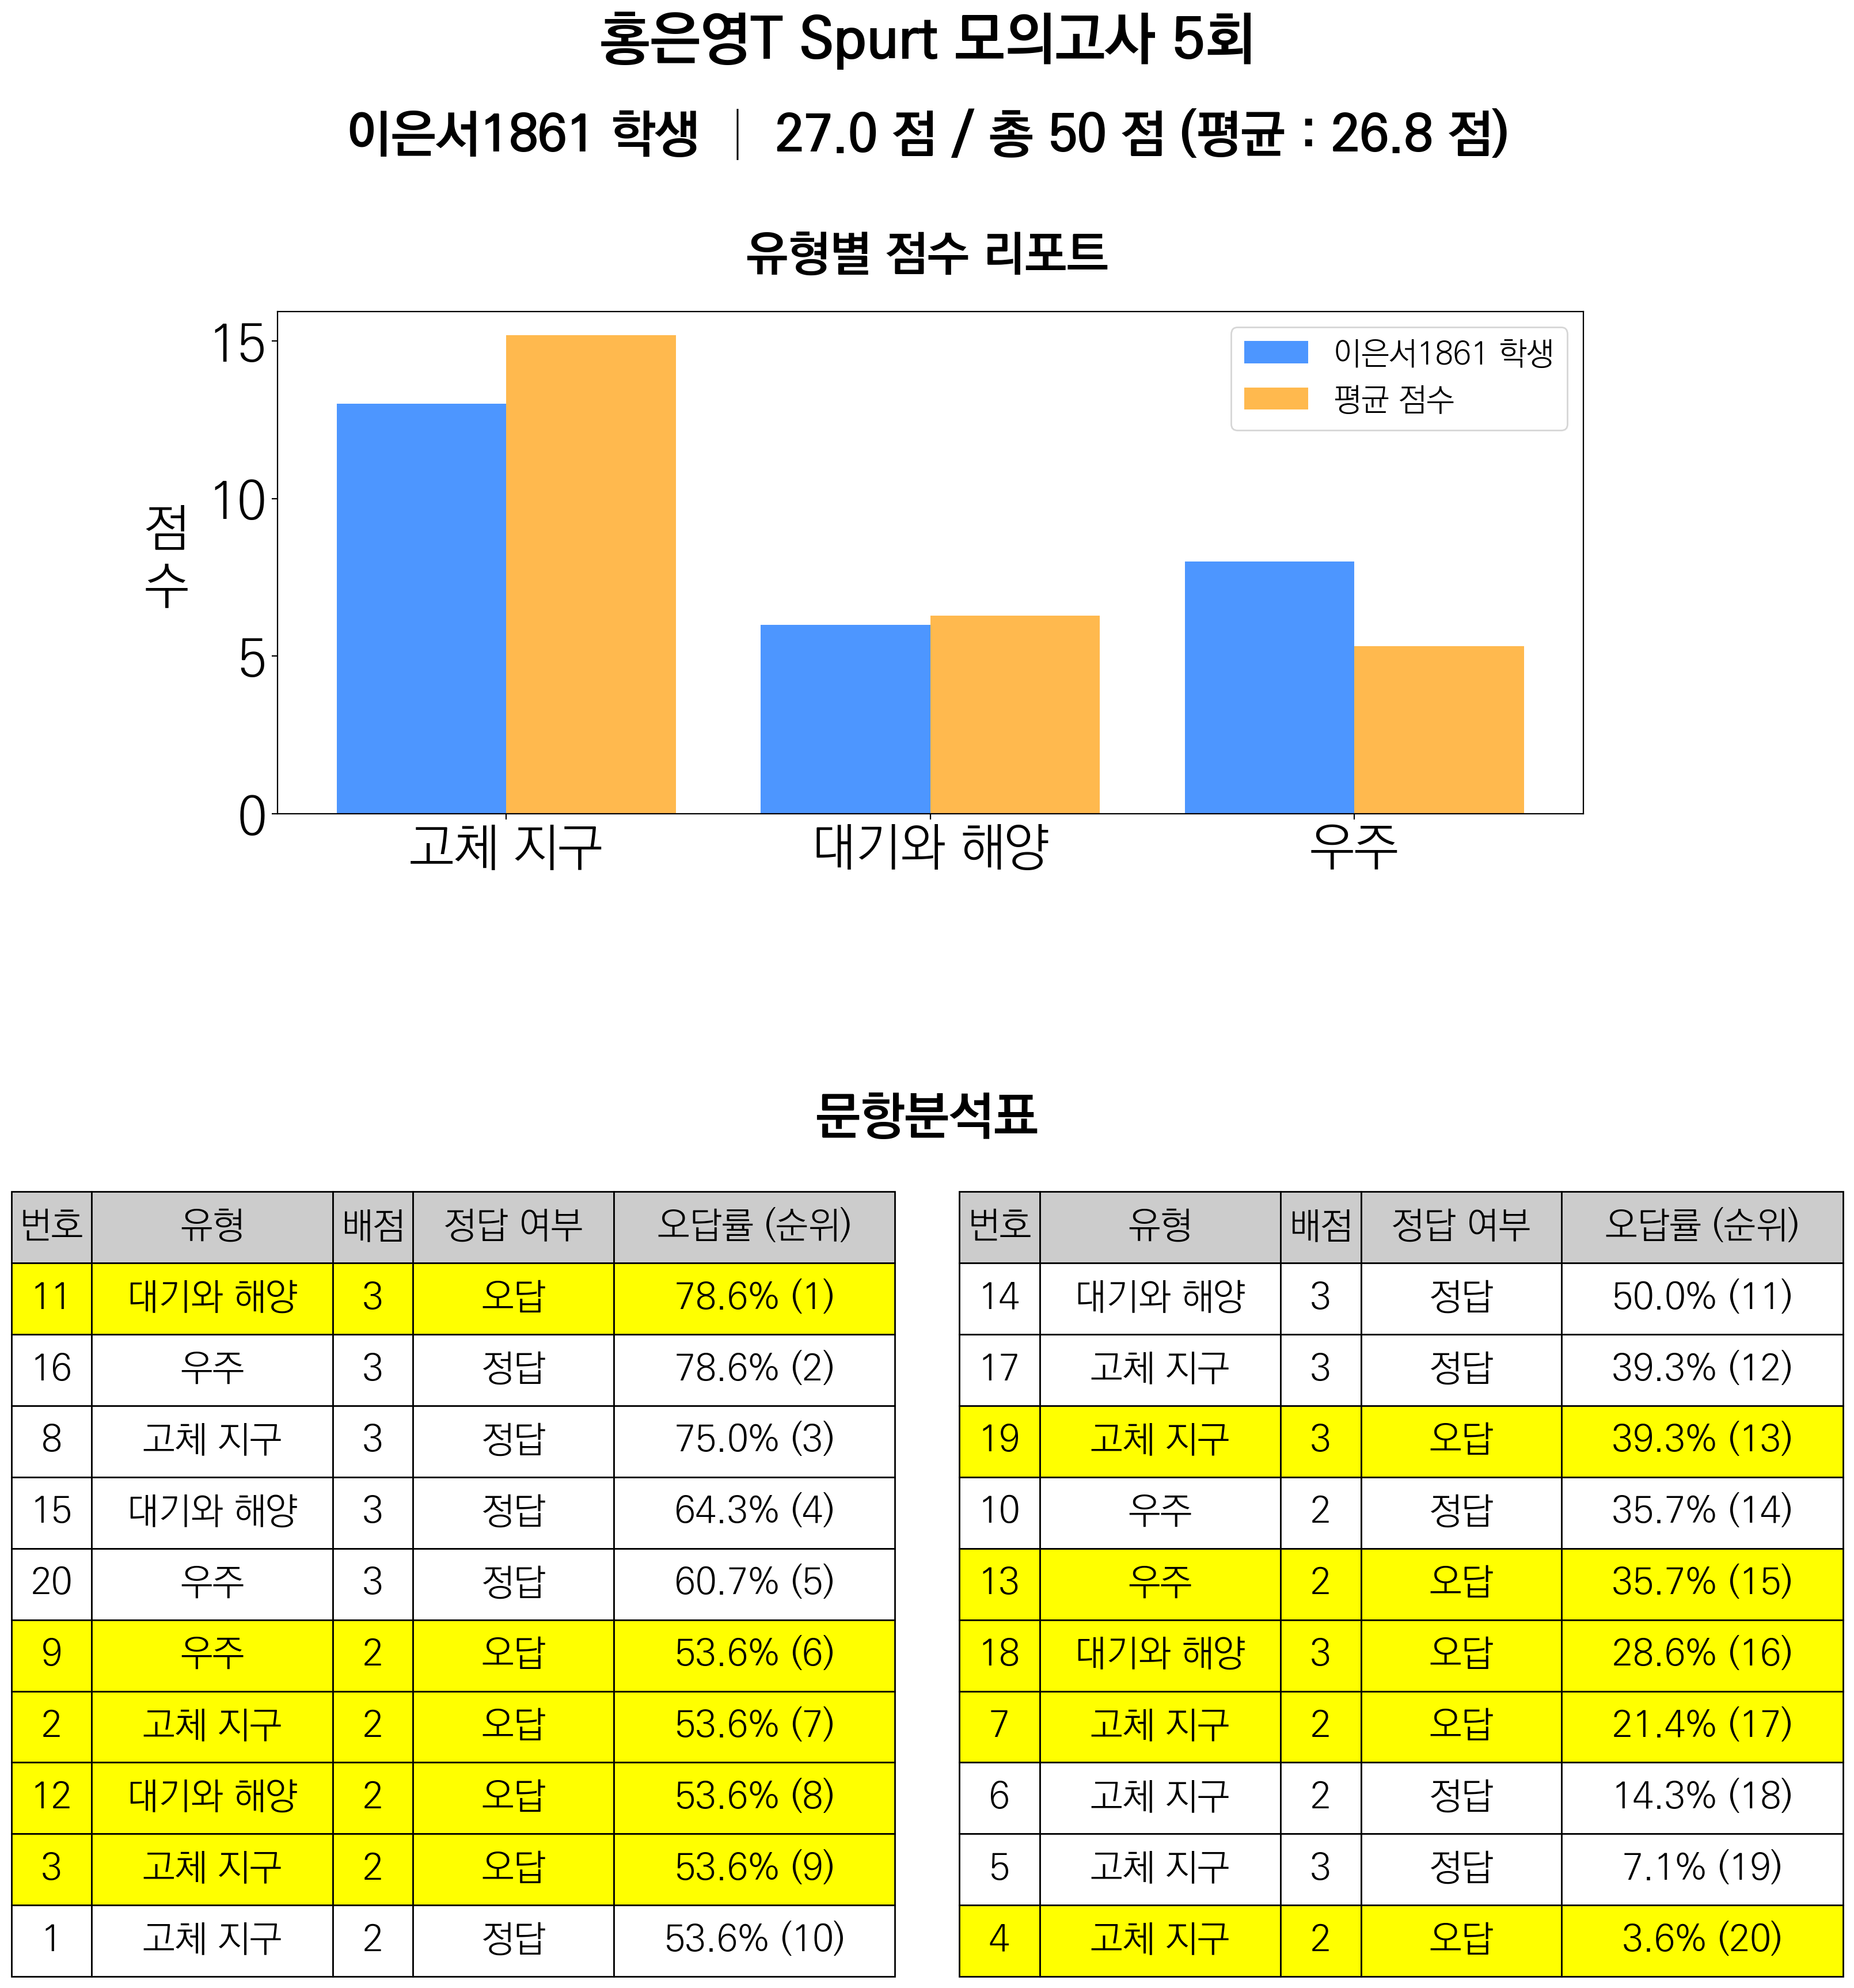 홍은영T Spurt 모의고사 5회
이은서1861 학생 | 27.0 점 / 총 50 점 (평균 : 26.8 점)
유형별 점수 리포트
점
수
15
10
5
0
이은서1861 학생
평균 점수
고체 지구 대기와 해양 우주
문항분석표
번호 유형 배점 정답 여부 오답률 (순위)
11 대기와 해양 3 오답 78.6% (1)
16 우주 3 정답 78.6% (2)
8 고체 지구 3 정답 75.0% (3)
15 대기와 해양 3 정답 64.3% (4)
20 우주 3 정답 60.7% (5)
9 우주 2 오답 53.6% (6)
2 고체 지구 2 오답 53.6% (7)
12 대기와 해양 2 오답 53.6% (8)
3 고체 지구 2 오답 53.6% (9)
1 고체 지구 2 정답 53.6% (10)
번호 유형 배점 정답 여부 오답률 (순위)
14 대기와 해양 3 정답 50.0% (11)
17 고체 지구 3 정답 39.3% (12)
19 고체 지구 3 오답 39.3% (13)
10 우주 2 정답 35.7% (14)
13 우주 2 오답 35.7% (15)
18 대기와 해양 3 오답 28.6% (16)
7 고체 지구 2 오답 21.4% (17)
6 고체 지구 2 정답 14.3% (18)
5 고체 지구 3 정답 7.1% (19)
4 고체 지구 2 오답 3.6% (20)